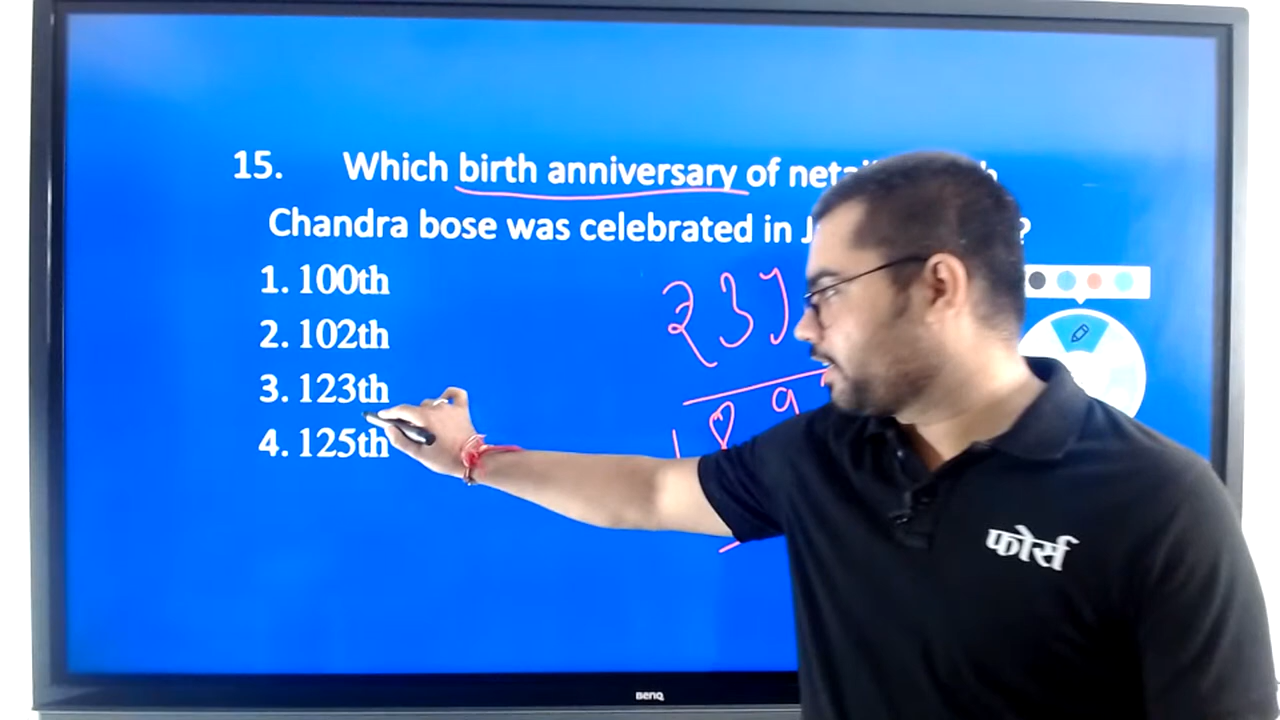 15. Which birth anniversary of
Chandra bose was celebrated in J
?
1. 100th
2. 102th
3. 123th
4. 125th
23
फोर्स
BenQ